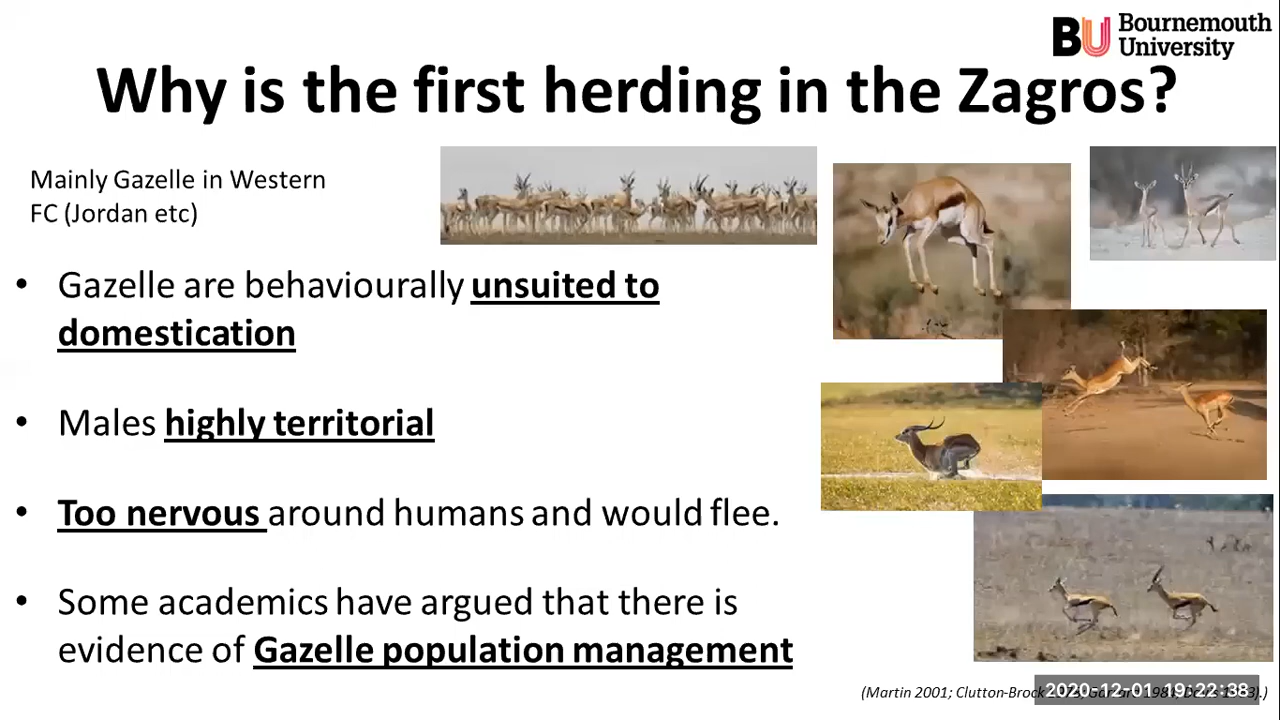 BU Bournemouth
University
Why is the first herding in the Zagros?
Mainly Gazelle in Western
FC (Jordan etc)
• Gazelle are behaviourally unsuited to
domestication
• Males highly territorial
• Too nervous around humans and would flee.
• Some academics have argued that there is
evidence of Gazelle population management
(Martin 2001; Clutton-Brock
2020-12-01 19:22:38